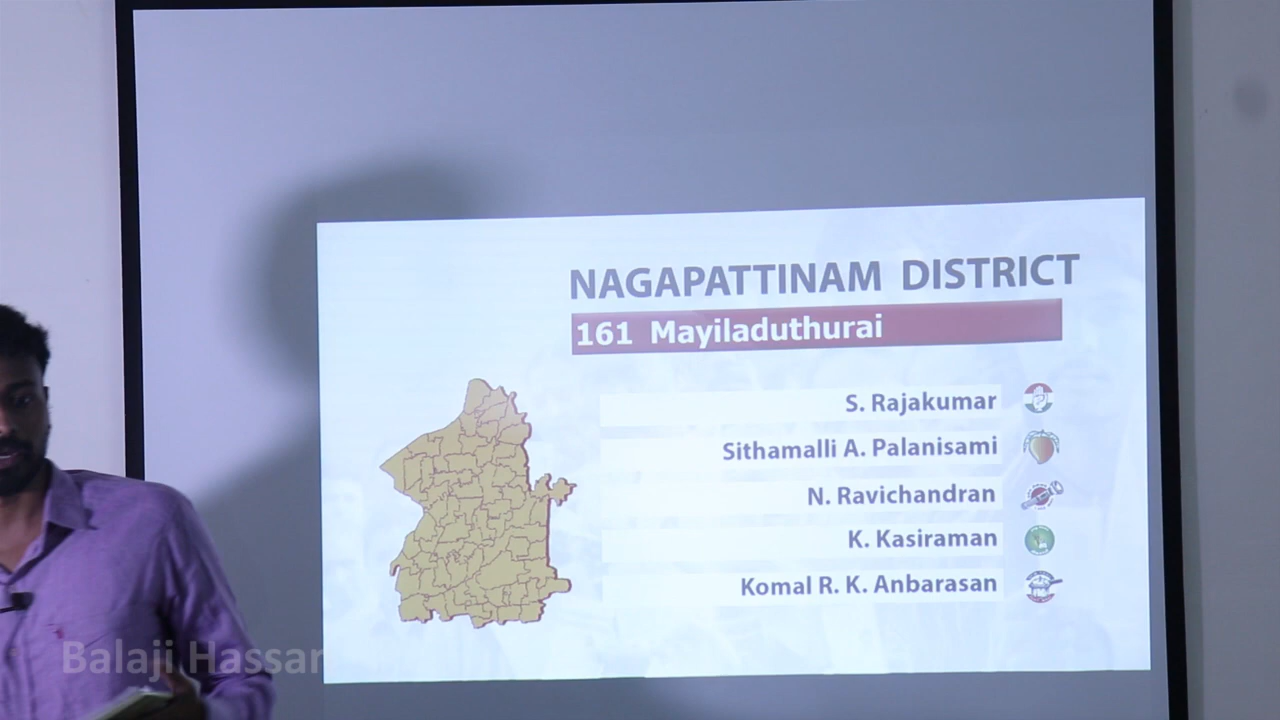 NAGAPATTINAM DISTRICT
161 Mayiladuthurai
S. Rajakumar
Sithamalli A. Palanisami
N. Ravichandran
K. Kasiraman
Komal R. K. Anbarasan
Balaji Hassan